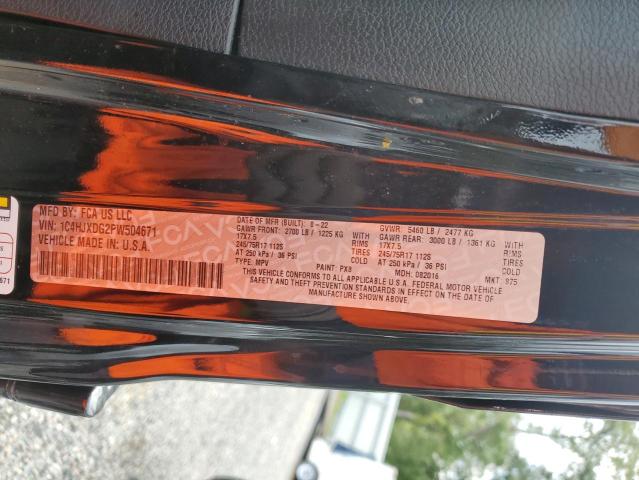 MFD BY: FCA US LLC
VIN: 1C4HJXDG2PW504671
VEHICLE MADE IN U.S.A.
DATE OF MFR (BUILT): 8-22
GAWR FRONT: 2700 LB / 1225 KG WITH
17X7.5 RIMS
245/75R17 112S TIRES
AT 250 kPa / 36 PSI
TYPE: MPV PAINT: PX8
GVWR: 5460 LB / 2477 KG
GAWR REAR: 3000 LB / 1361 KG WITH
17X7.5 RIMS
245/75R17 112S TIRES
AT 250 kPa / 36 PSI
MDH: 082016 MKT: 975
THIS VEHICLE CONFORMS TO ALL APPLICABLE U.S.A. FEDERAL MOTOR VEHICLE
SAFETY AND THEFT PREVENTION STANDARDS IN EFFECT ON THE DATE OF
MANUFACTURE SHOWN ABOVE.
671